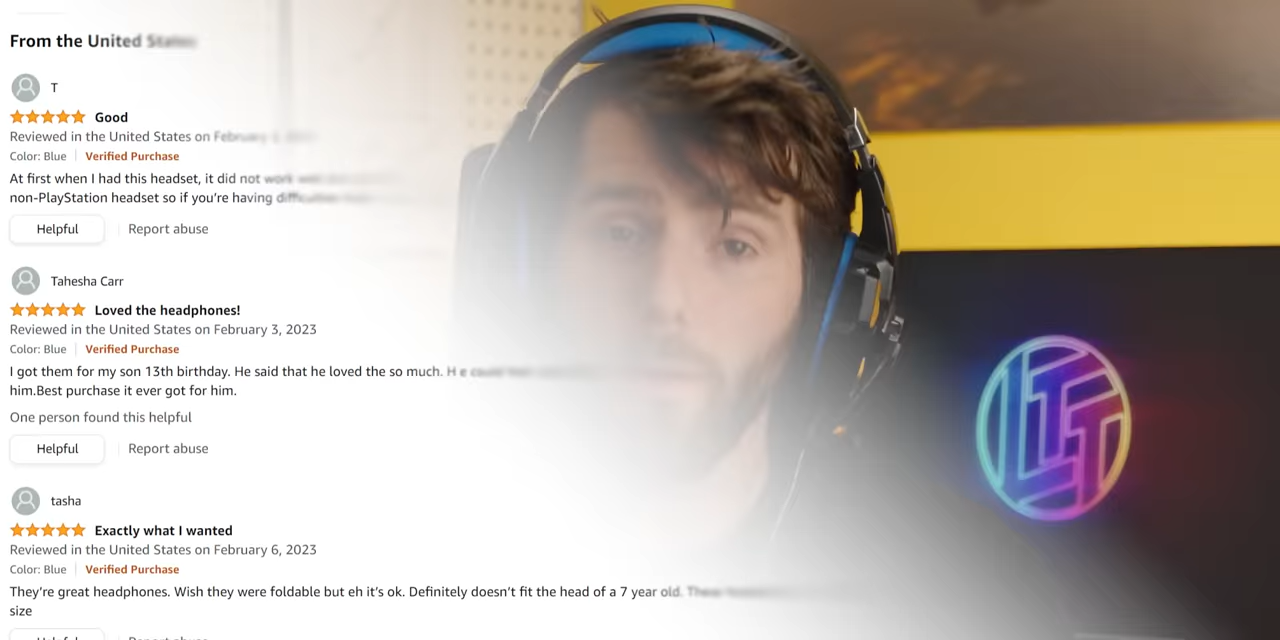 From the United States
T
Good
Reviewed in the United States on February
Color: Blue Verified Purchase
At first when I had this headset, it did not work
non-PlayStation headset so if you're having
Helpful Report abuse
Tahesha Carr
Loved the headphones!
Reviewed in the United States on February 3, 2023
Color: Blue Verified Purchase
I got them for my son 13th birthday. He said that he loved the so much. H e
him.Best purchase it ever got for him.
One person found this helpful
Helpful Report abuse
tasha
Exactly what I wanted
Reviewed in the United States on February 6, 2023
Color: Blue Verified Purchase
They're great headphones. Wish they were foldable but eh it's ok. Definitely doesn't fit the head of a 7 year old.
size
Helpful Report abuse
LTT